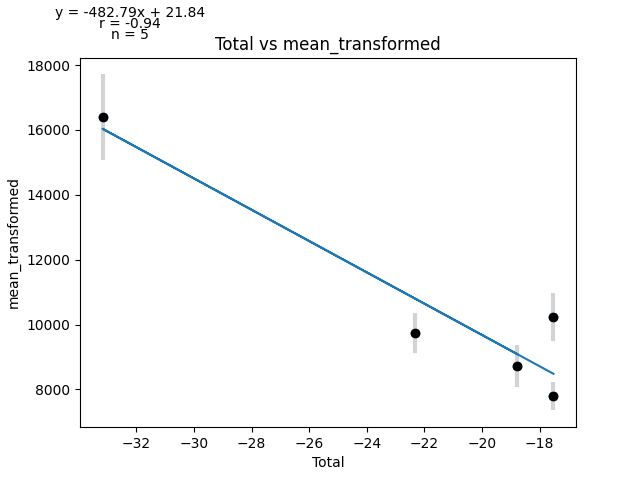 y = -482.79x + 21.84
r = -0.94
n = 5
Total vs mean_transformed
18000
16000
14000
12000
10000
8000
mean_transformed
−32
−30
−28
−26
−24
−22
−20
−18
Total